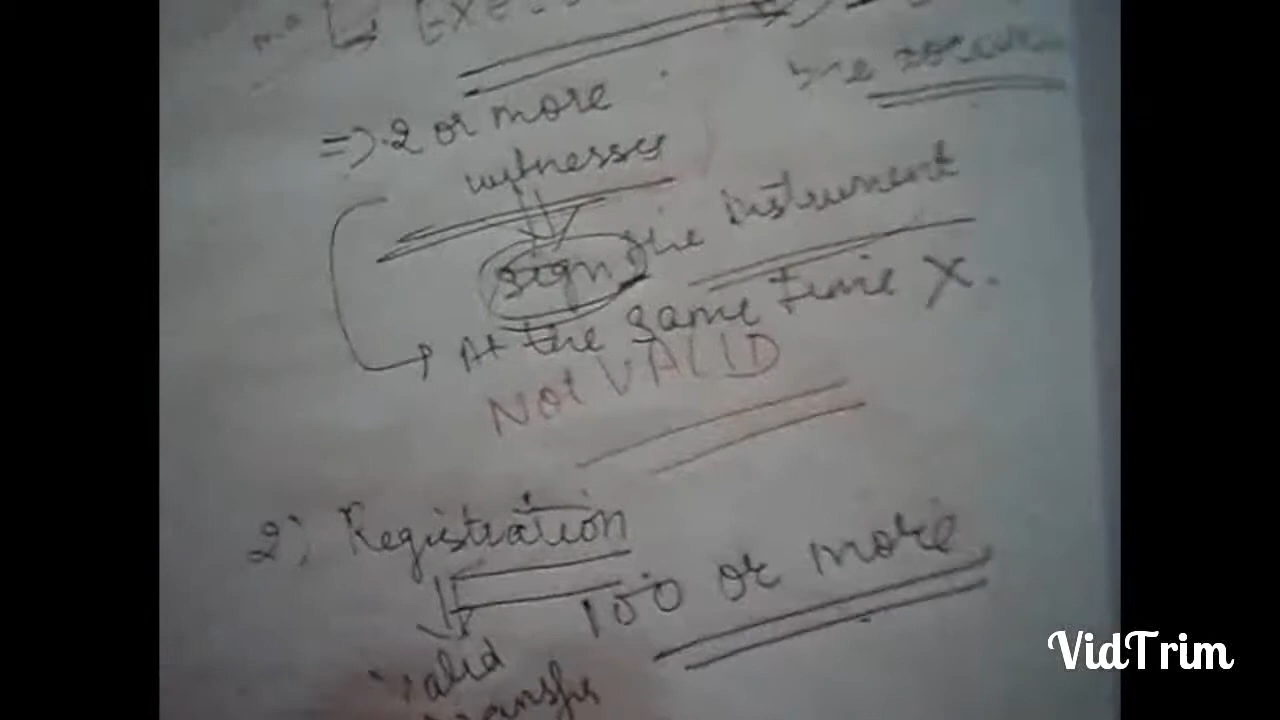 => 2 or more
witnesses
sign the instrument
At the same time X.
Not VALID
2) Registration
100 or more
valid
transfer
VidTrim